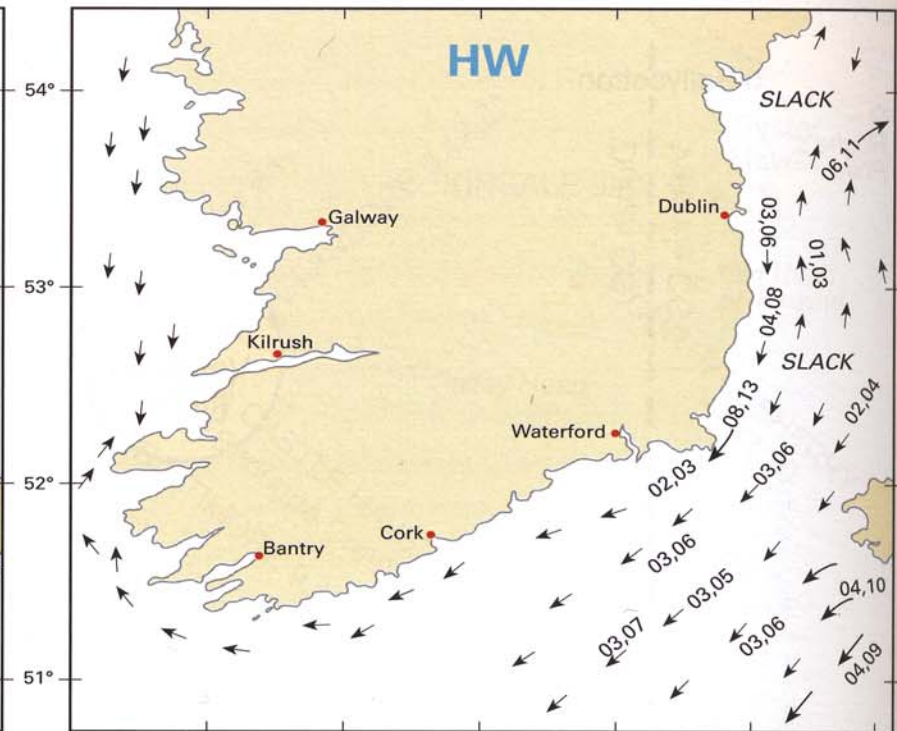 HW
54°
SLACK
06,11
Galway
Dublin
03,06
01,03
53°
04,08
Kilrush
SLACK
08,13
02,04
Waterford
52°
02,03
03,06
Cork
Bantry
03,06
03,05
04,10
03,07
03,06
04,09
51°